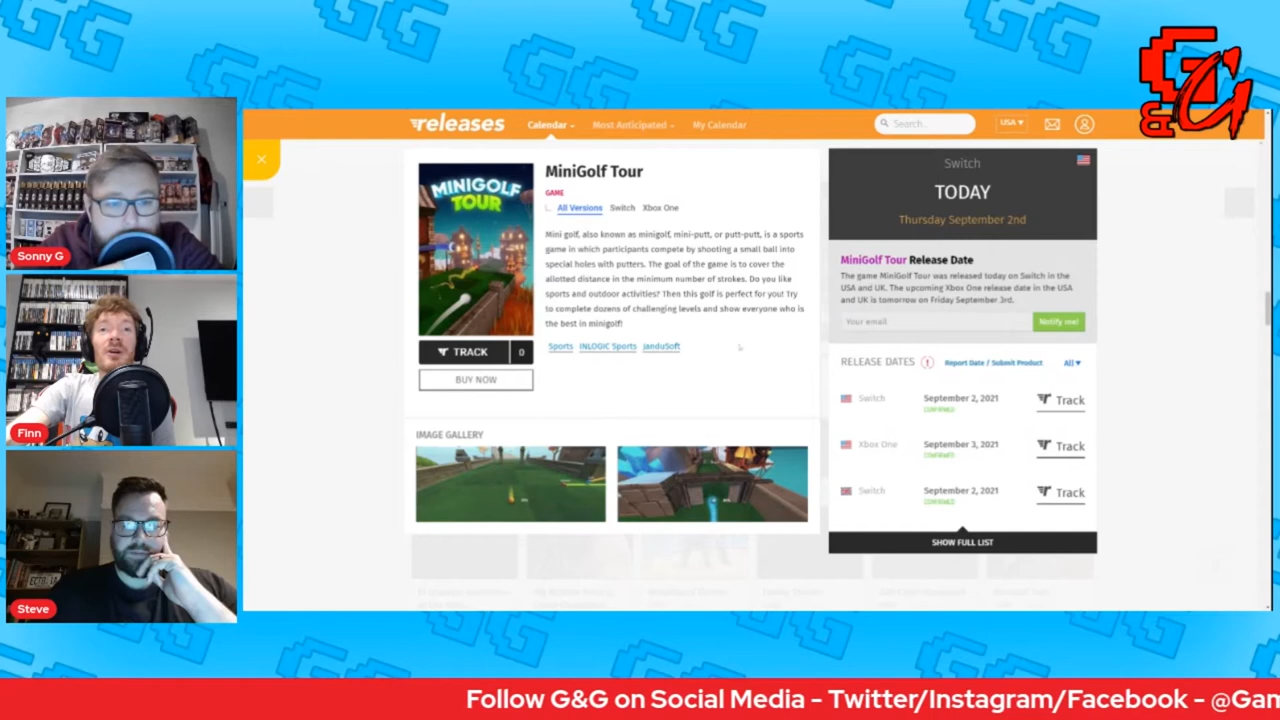 G
&G
releases
Calendar
Most Anticipated
My Calendar
Search...
USA
MINIGOLF
TOUR
TRACK
0
BUY NOW
MiniGolf Tour
GAME
All Versions
Switch
Xbox One
Mini golf, also known as minigolf, mini-putt, or putt-putt, is a sports
game in which participants compete by shooting a small ball into
special holes with putters. The goal of the game is to cover the
allotted distance in the minimum number of strokes. Do you like
sports and outdoor activities? Then this golf is perfect for you! Try
to complete dozens of challenging levels and show everyone who is
the best in minigolf!
Sports
INLOGIC Sports
JanduSoft
IMAGE GALLERY
Switch
TODAY
Thursday September 2nd
MiniGolf Tour Release Date
The game MiniGolf Tour was released today on Switch in the
USA and UK. The upcoming Xbox One release date in the USA
and UK is tomorrow on Friday September 3rd.
Your email
Notify me!
RELEASE DATES
!
Report Date / Submit Product
All
Switch
September 2, 2021
CONFIRMED
Track
Xbox One
September 3, 2021
CONFIRMED
Track
Switch
September 2, 2021
CONFIRMED
Track
SHOW FULL LIST
Sonny G
Finn
Steve
Follow G&G on Social Media - Twitter/Instagram/Facebook - @Gan